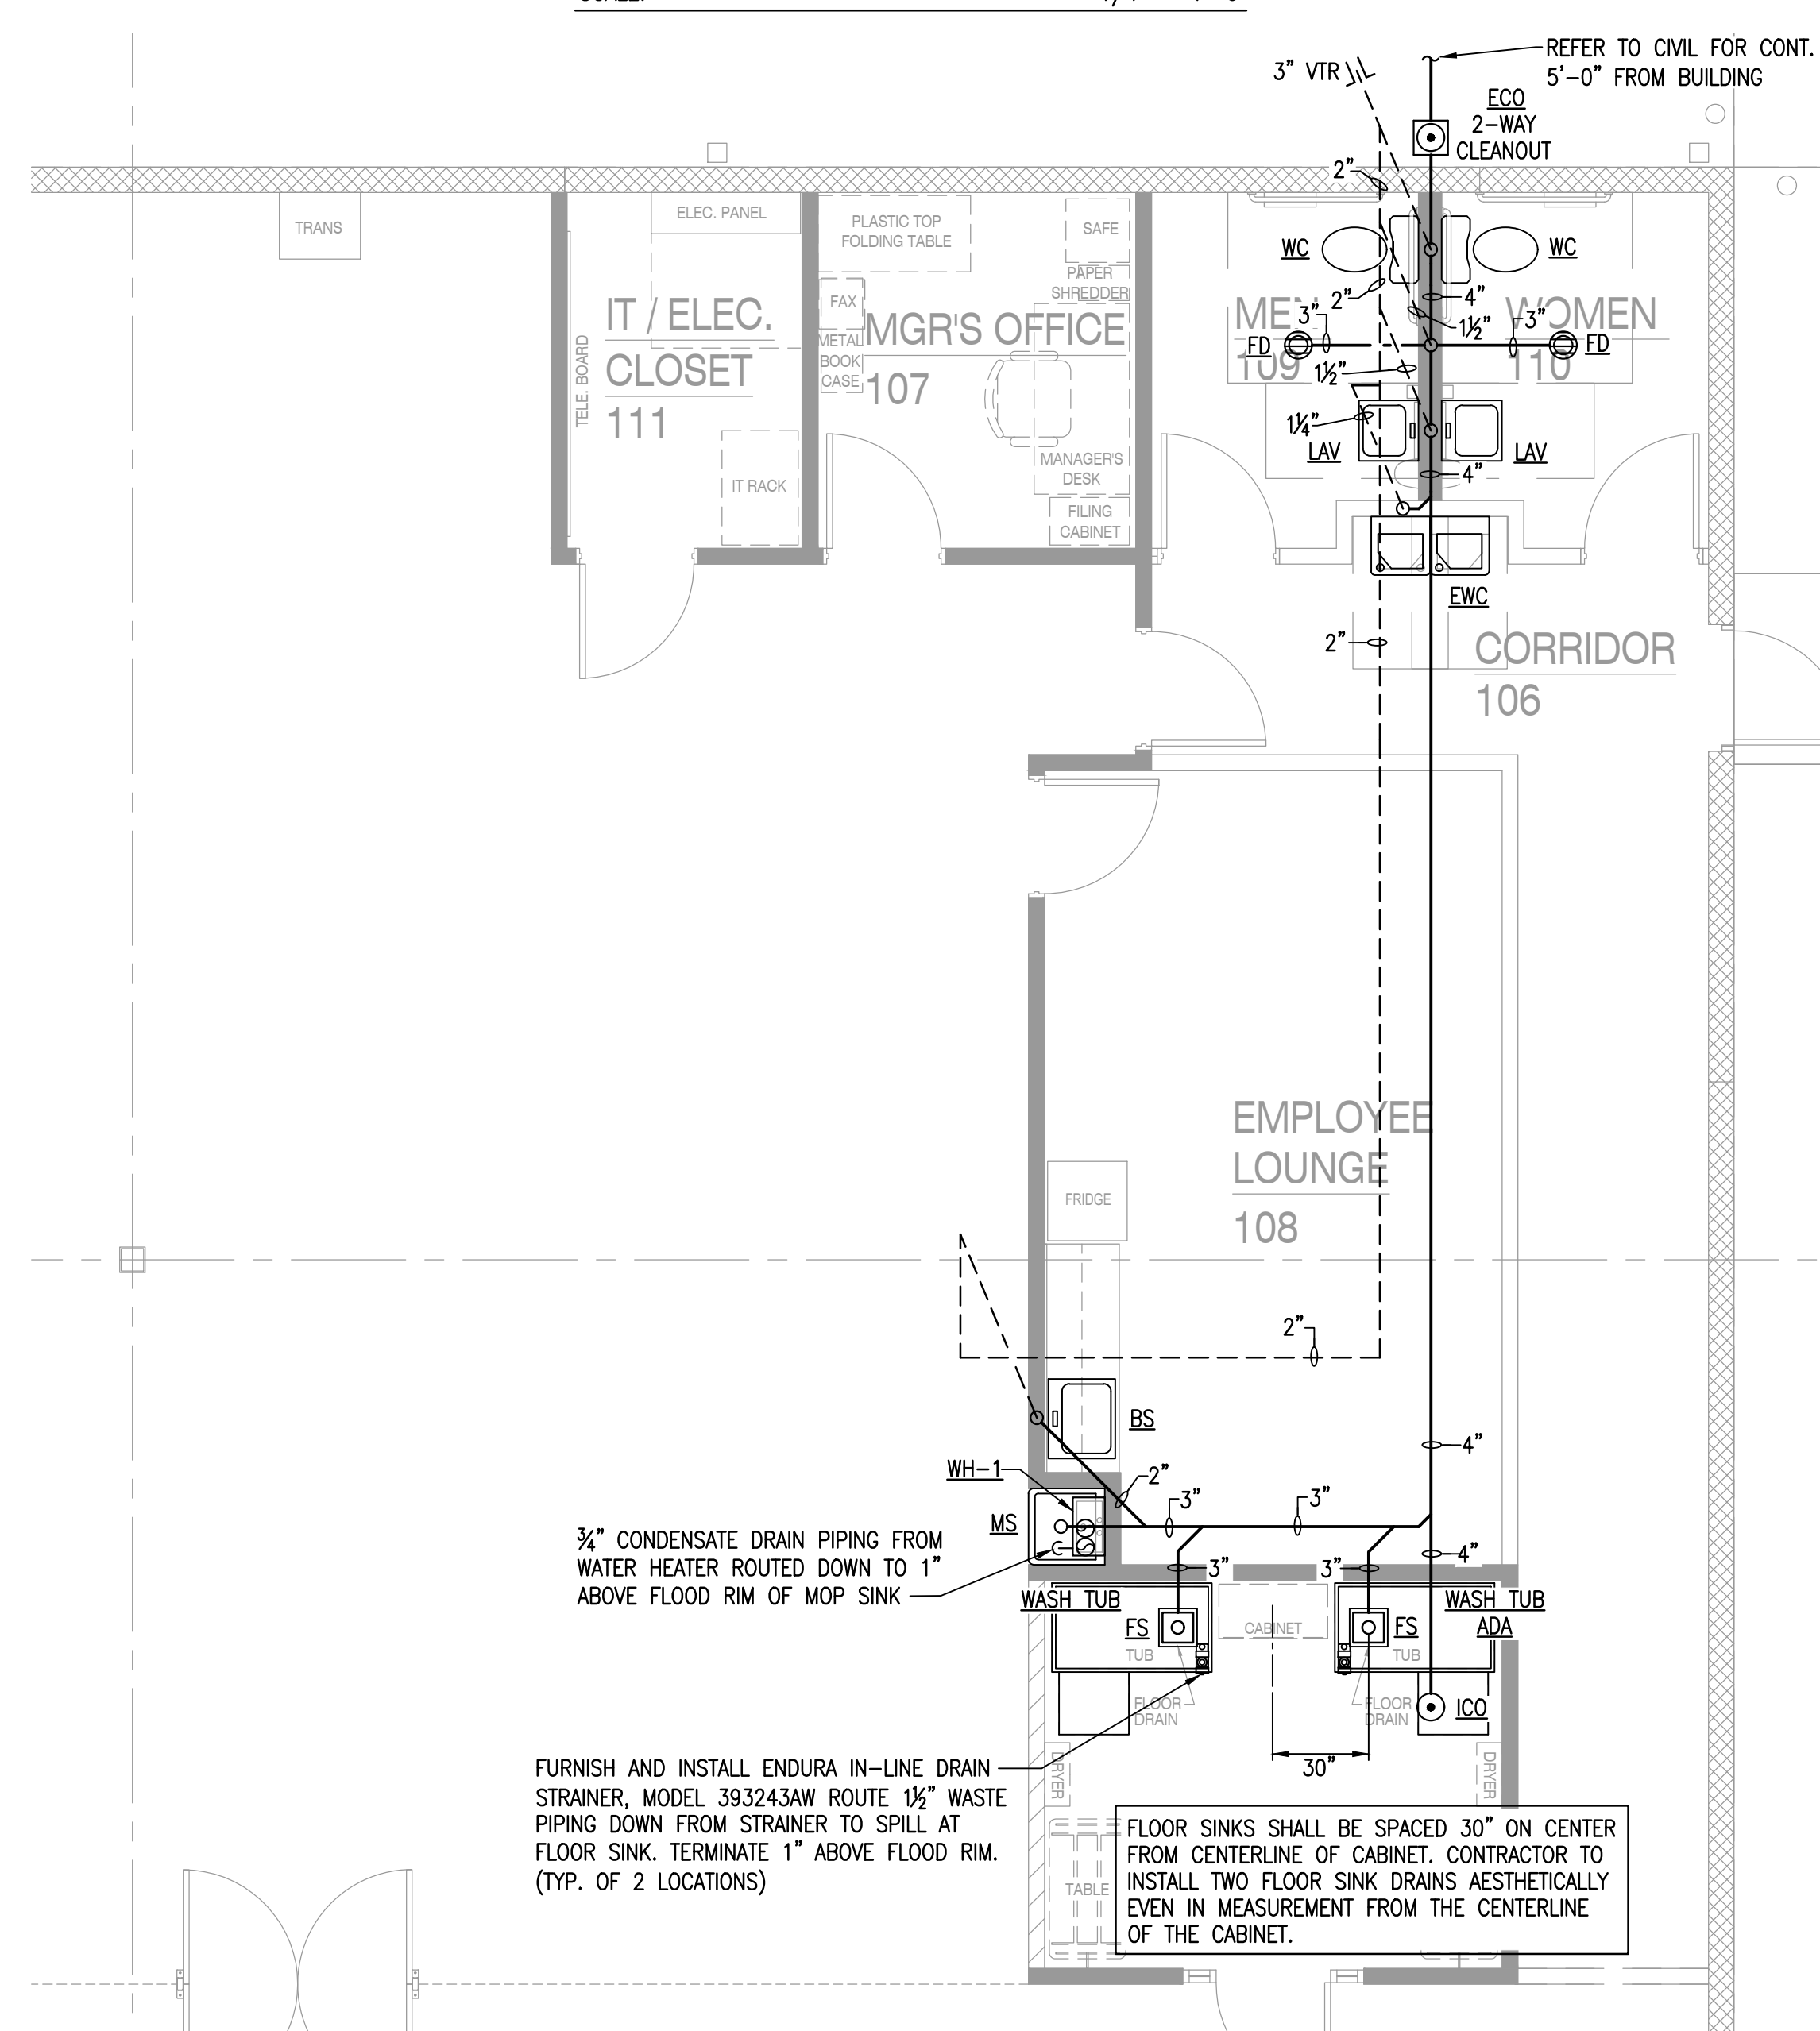 3" VTR
REFER TO CIVIL FOR CONT.
5'-0" FROM BUILDING
ECO
2-WAY
CLEANOUT
2"
TRANS
ELEC. PANEL
PLASTIC TOP
FOLDING TABLE
SAFE
WC
WC
PAPER
SHREDDER
FAX
2"
4"
IT / ELEC.
CLOSET
111
MGR'S OFFICE
107
3"
1½"
3"
WOMEN
110
109
FD
FD
METAL
BOOK
CASE
TELE. BOARD
1½"
1¼"
LAV
LAV
MANAGER'S
DESK
4"
IT RACK
FILING
CABINET
EWC
2"
CORRIDOR
106
EMPLOYEE
LOUNGE
108
FRIDGE
2"
BS
4"
WH-1
2"
3"
3"
MS
¾" CONDENSATE DRAIN PIPING FROM
WATER HEATER ROUTED DOWN TO 1"
ABOVE FLOOD RIM OF MOP SINK
4"
3"
3"
WASH TUB
WASH TUB
ADA
FS
CABINET
FS
TUB
TUB
FLOOR
DRAIN
FLOOR
DRAIN
ICO
30"
DRYER
DRYER
FURNISH AND INSTALL ENDURA IN-LINE DRAIN
STRAINER, MODEL 393243AW ROUTE 1½" WASTE
PIPING DOWN FROM STRAINER TO SPILL AT
FLOOR SINK. TERMINATE 1" ABOVE FLOOD RIM.
(TYP. OF 2 LOCATIONS)
TABLE
FLOOR SINKS SHALL BE SPACED 30" ON CENTER
FROM CENTERLINE OF CABINET. CONTRACTOR TO
INSTALL TWO FLOOR SINK DRAINS AESTHETICALLY
EVEN IN MEASUREMENT FROM THE CENTERLINE
OF THE CABINET.